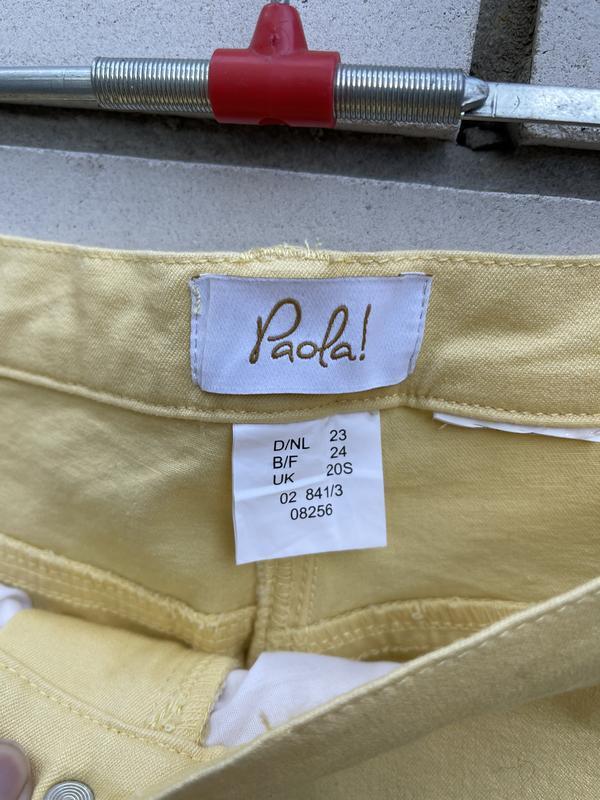 Paola!
D/NL 23
B/F 24
UK 20S
02 841/3
08256